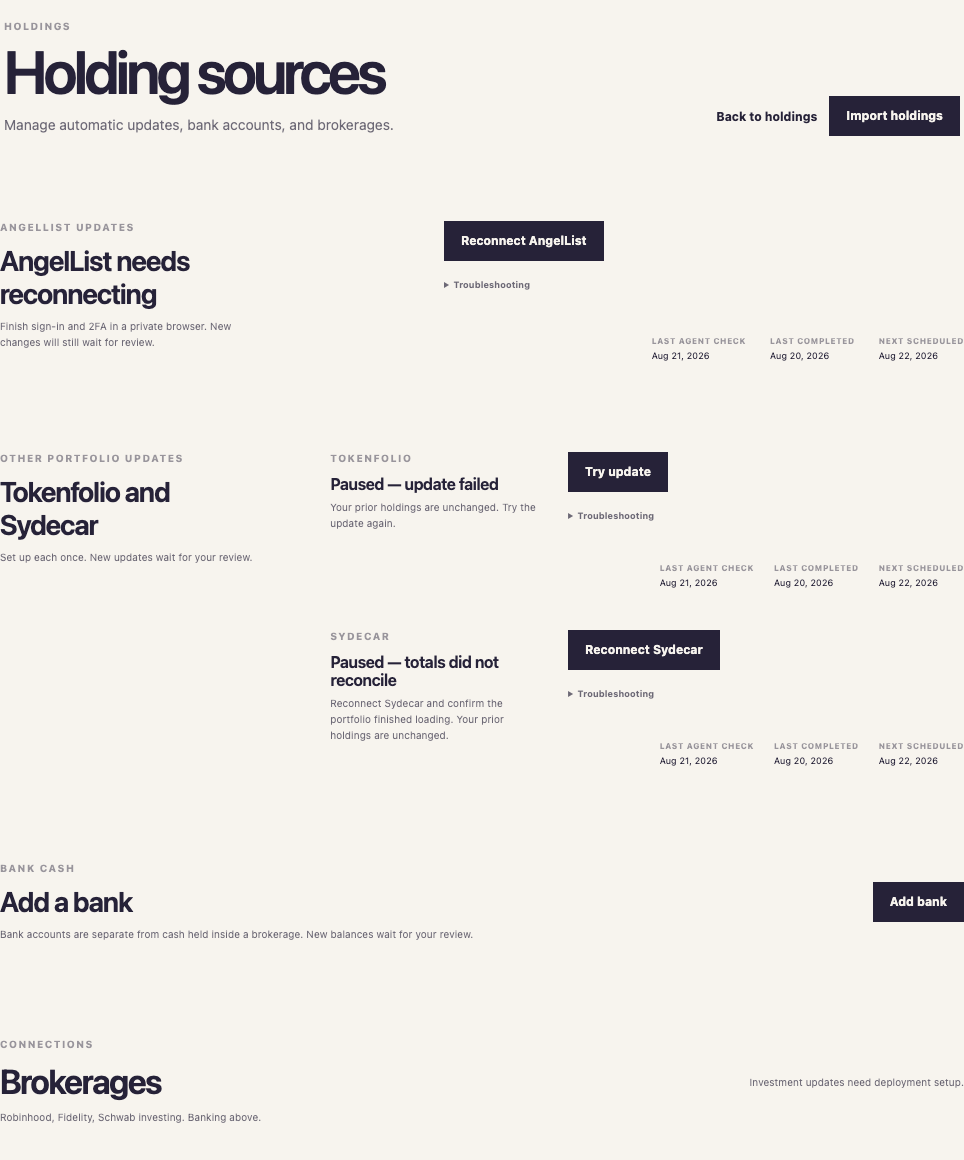 HOLDINGS
Holding sources
Manage automatic updates, bank accounts, and brokerages.
Back to holdings
Import holdings
ANGELLIST UPDATES
AngelList needs
reconnecting
Finish sign-in and 2FA in a private browser. New
changes will still wait for review.
Reconnect AngelList
Troubleshooting
LAST AGENT CHECK
Aug 21, 2026
LAST COMPLETED
Aug 20, 2026
NEXT SCHEDULED
Aug 22, 2026
OTHER PORTFOLIO UPDATES
Tokenfolio and
Sydecar
Set up each once. New updates wait for your review.
TOKENFOLIO
Paused — update failed
Your prior holdings are unchanged. Try the
update again.
Try update
Troubleshooting
LAST AGENT CHECK
Aug 21, 2026
LAST COMPLETED
Aug 20, 2026
NEXT SCHEDULED
Aug 22, 2026
SYDECAR
Paused — totals did not
reconcile
Reconnect Sydecar and confirm the
portfolio finished loading. Your prior
holdings are unchanged.
Reconnect Sydecar
Troubleshooting
LAST AGENT CHECK
Aug 21, 2026
LAST COMPLETED
Aug 20, 2026
NEXT SCHEDULED
Aug 22, 2026
BANK CASH
Add a bank
Bank accounts are separate from cash held inside a brokerage. New balances wait for your review.
Add bank
CONNECTIONS
Brokerages
Robinhood, Fidelity, Schwab investing. Banking above.
Investment updates need deployment setup.